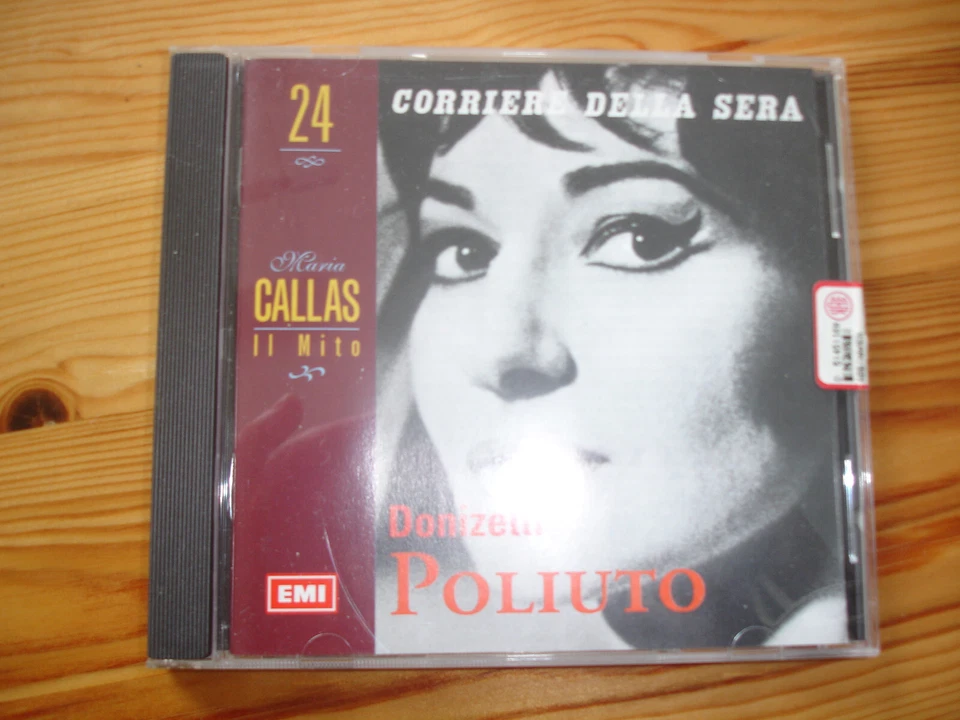 24
CORRIERE DELLA SERA
Maria
CALLAS
Il Mito
Donizetti
POLIUTO
EMI